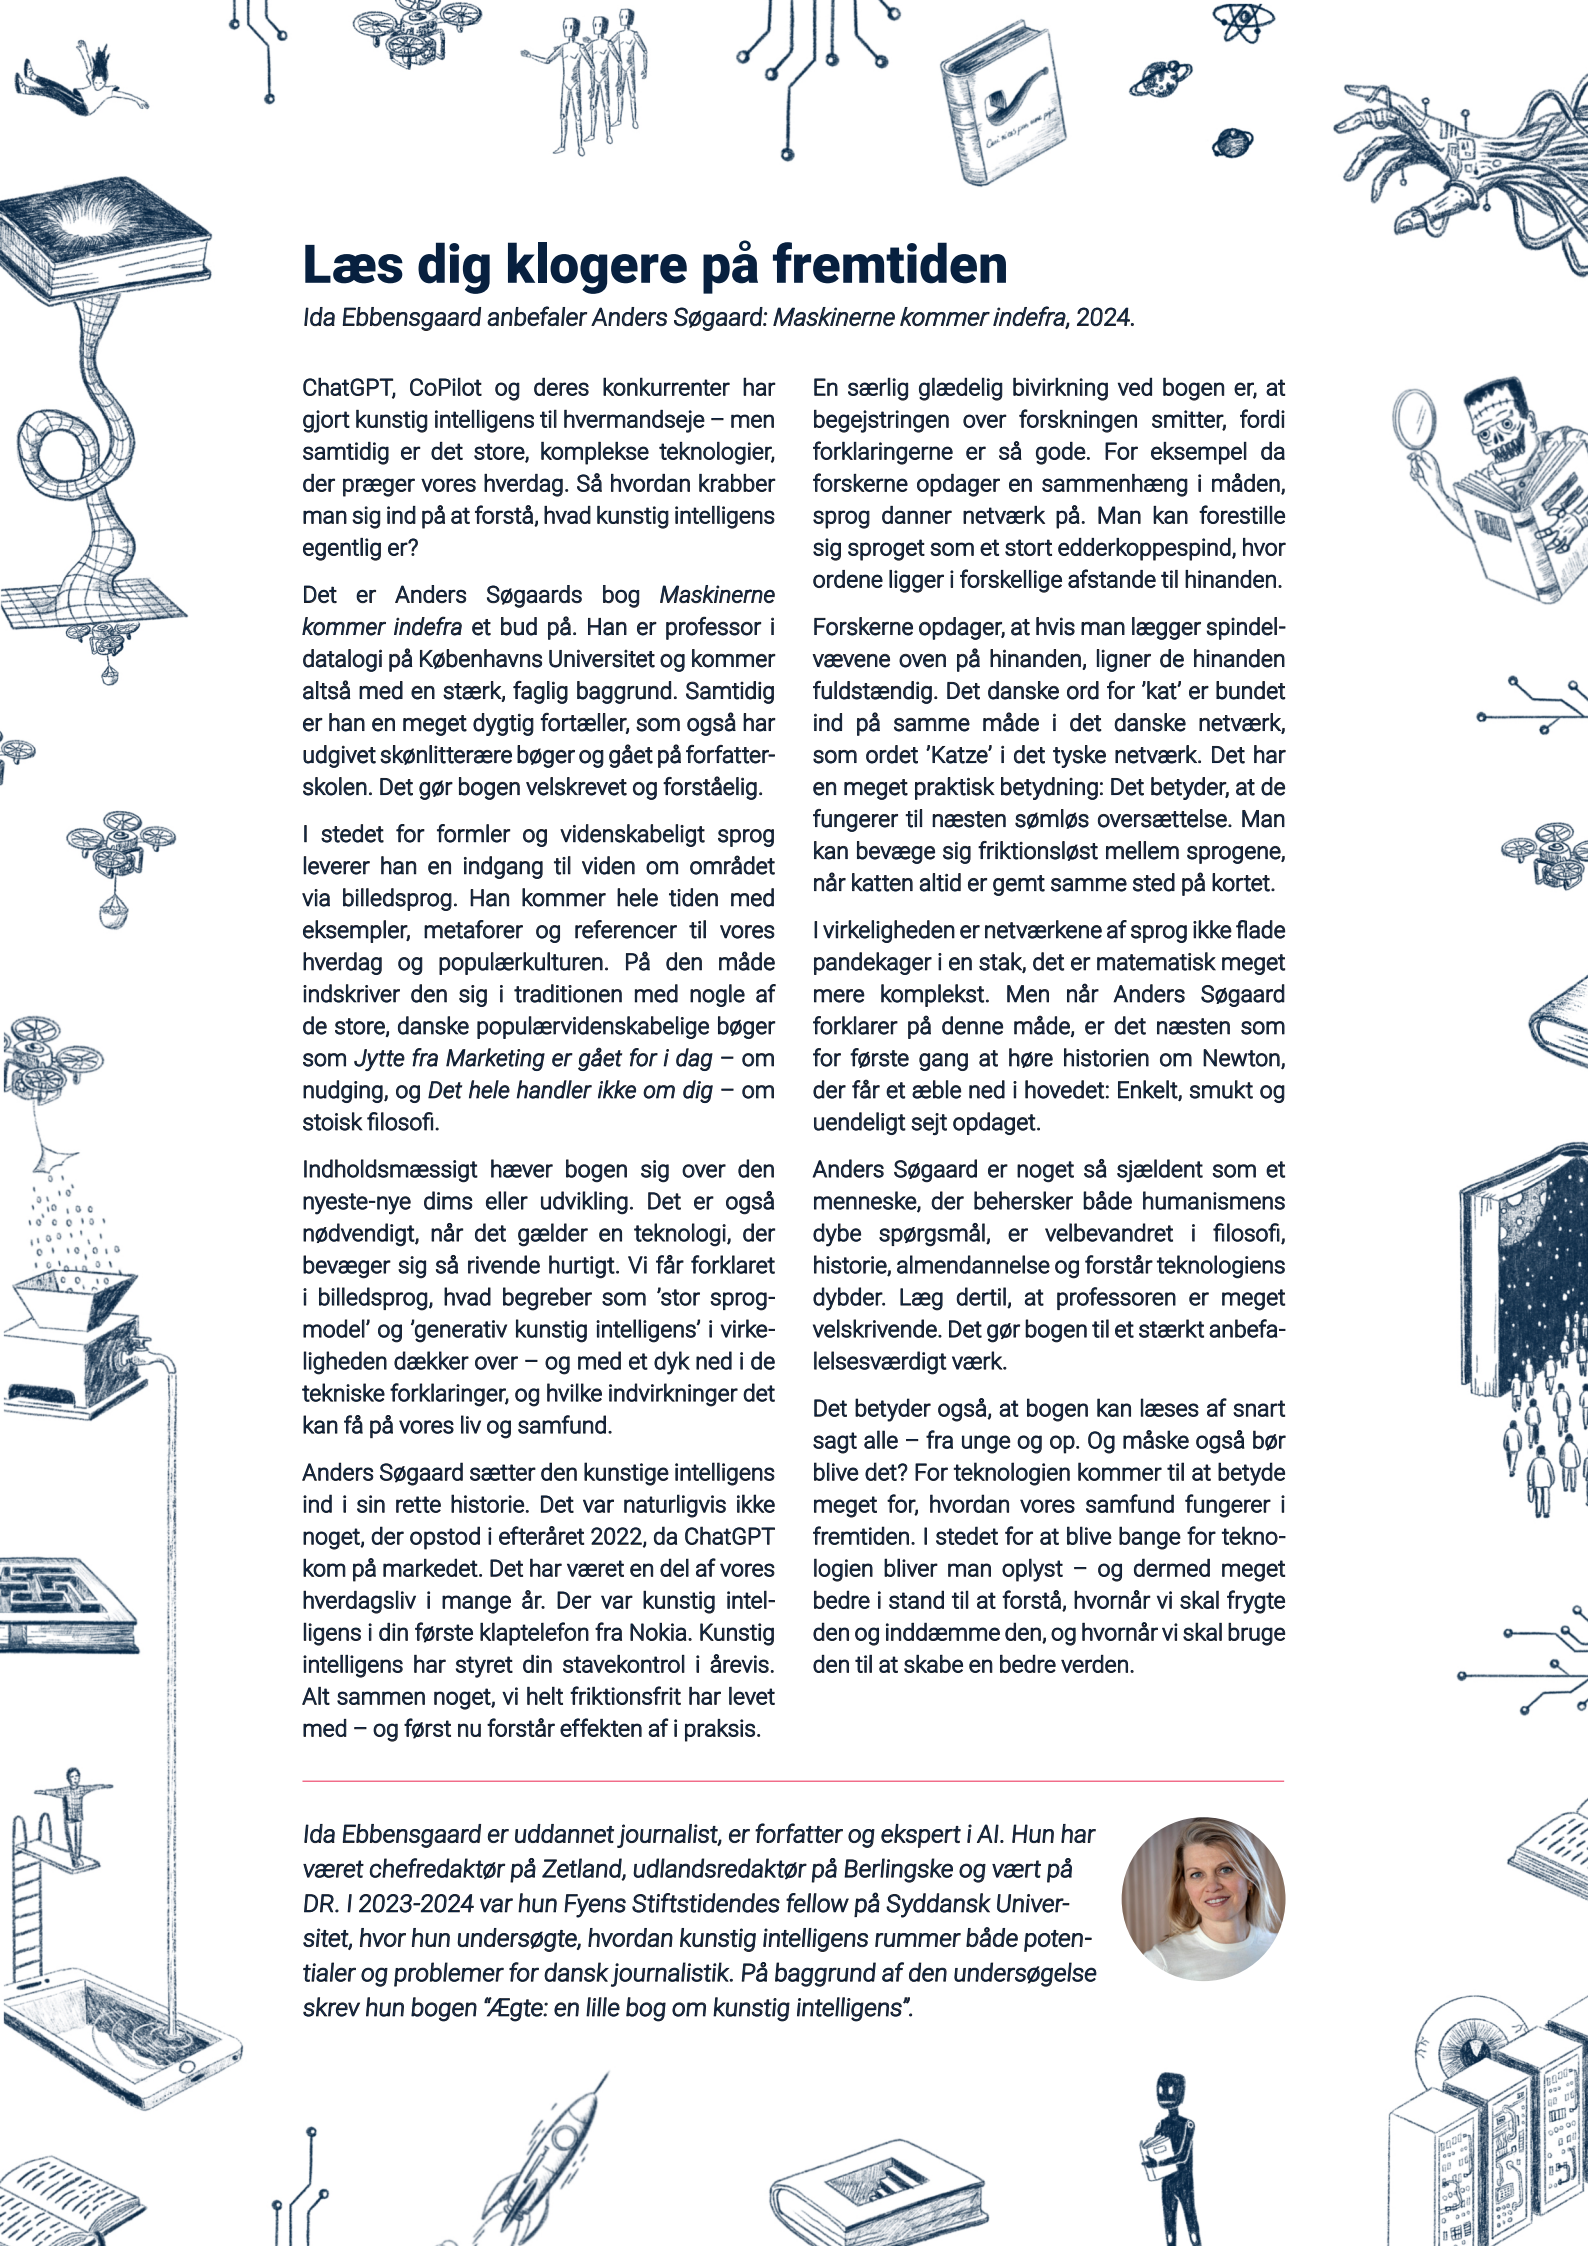 Læs dig klogere på fremtiden
Ida Ebbensgaard anbefaler Anders Søgaard: Maskinerne kommer indefra, 2024.
ChatGPT, CoPilot og deres konkurrenter har
gjort kunstig intelligens til hvermandseje – men
samtidig er det store, komplekse teknologier,
der præger vores hverdag. Så hvordan krabber
man sig ind på at forstå, hvad kunstig intelligens
egentlig er?
Det er Anders Søgaards bog Maskinerne
kommer indefra et bud på. Han er professor i
datalogi på Københavns Universitet og kommer
altså med en stærk, faglig baggrund. Samtidig
er han en meget dygtig fortæller, som også har
udgivet skønlitterære bøger og gået på forfatter-
skolen. Det gør bogen velskrevet og forståelig.
I stedet for formler og videnskabeligt sprog
leverer han en indgang til viden om området
via billedsprog. Han kommer hele tiden med
eksempler, metaforer og referencer til vores
hverdag og populærkulturen. På den måde
indskriver den sig i traditionen med nogle af
de store, danske populærvidenskabelige bøger
som Jytte fra Marketing er gået for i dag – om
nudging, og Det hele handler ikke om dig – om
stoisk filosofi.
Indholdsmæssigt hæver bogen sig over den
nyeste-nye dims eller udvikling. Det er også
nødvendigt, når det gælder en teknologi, der
bevæger sig så rivende hurtigt. Vi får forklaret
i billedsprog, hvad begreber som ’stor sprog-
model’ og ’generativ kunstig intelligens’ i virke-
ligheden dækker over – og med et dyk ned i de
tekniske forklaringer, og hvilke indvirkninger det
kan få på vores liv og samfund.
Anders Søgaard sætter den kunstige intelligens
ind i sin rette historie. Det var naturligvis ikke
noget, der opstod i efteråret 2022, da ChatGPT
kom på markedet. Det har været en del af vores
hverdagsliv i mange år. Der var kunstig intel-
ligens i din første klaptelefon fra Nokia. Kunstig
intelligens har styret din stavekontrol i årevis.
Alt sammen noget, vi helt friktionsfrit har levet
med – og først nu forstår effekten af i praksis.
En særlig glædelig bivirkning ved bogen er, at
begejstringen over forskningen smitter, fordi
forklaringerne er så gode. For eksempel da
forskerne opdager en sammenhæng i måden,
sprog danner netværk på. Man kan forestille
sig sproget som et stort edderkoppespind, hvor
ordene ligger i forskellige afstande til hinanden.
Forskerne opdager, at hvis man lægger spindel-
vævene oven på hinanden, ligner de hinanden
fuldstændig. Det danske ord for ’kat’ er bundet
ind på samme måde i det danske netværk,
som ordet ’Katze’ i det tyske netværk. Det har
en meget praktisk betydning: Det betyder, at de
fungerer til næsten sømløs oversættelse. Man
kan bevæge sig friktionsløst mellem sprogene,
når katten altid er gemt samme sted på kortet.
I virkeligheden er netværkene af sprog ikke flade
pandekager i en stak, det er matematisk meget
mere komplekst. Men når Anders Søgaard
forklarer på denne måde, er det næsten som
for første gang at høre historien om Newton,
der får et æble ned i hovedet: Enkelt, smukt og
uendeligt sejt opdaget.
Anders Søgaard er noget så sjældent som et
menneske, der behersker både humanismens
dybe spørgsmål, er velbevandret i filosofi,
historie, almendannelse og forstår teknologiens
dybder. Læg dertil, at professoren er meget
velskrivende. Det gør bogen til et stærkt anbefa-
lelsesværdigt værk.
Det betyder også, at bogen kan læses af snart
sagt alle – fra unge og op. Og måske også bør
blive det? For teknologien kommer til at betyde
meget for, hvordan vores samfund fungerer i
fremtiden. I stedet for at blive bange for tekno-
logien bliver man oplyst – og dermed meget
bedre i stand til at forstå, hvornår vi skal frygte
den og inddæmme den, og hvornår vi skal bruge
den til at skabe en bedre verden.
Ida Ebbensgaard er uddannet journalist, er forfatter og ekspert i AI. Hun har
været chefredaktør på Zetland, udlandsredaktør på Berlingske og vært på
DR. I 2023-2024 var hun Fyens Stiftstidendes fellow på Syddansk Univer-
sitet, hvor hun undersøgte, hvordan kunstig intelligens rummer både poten-
tialer og problemer for dansk journalistik. På baggrund af den undersøgelse
skrev hun bogen “Ægte: en lille bog om kunstig intelligens”.